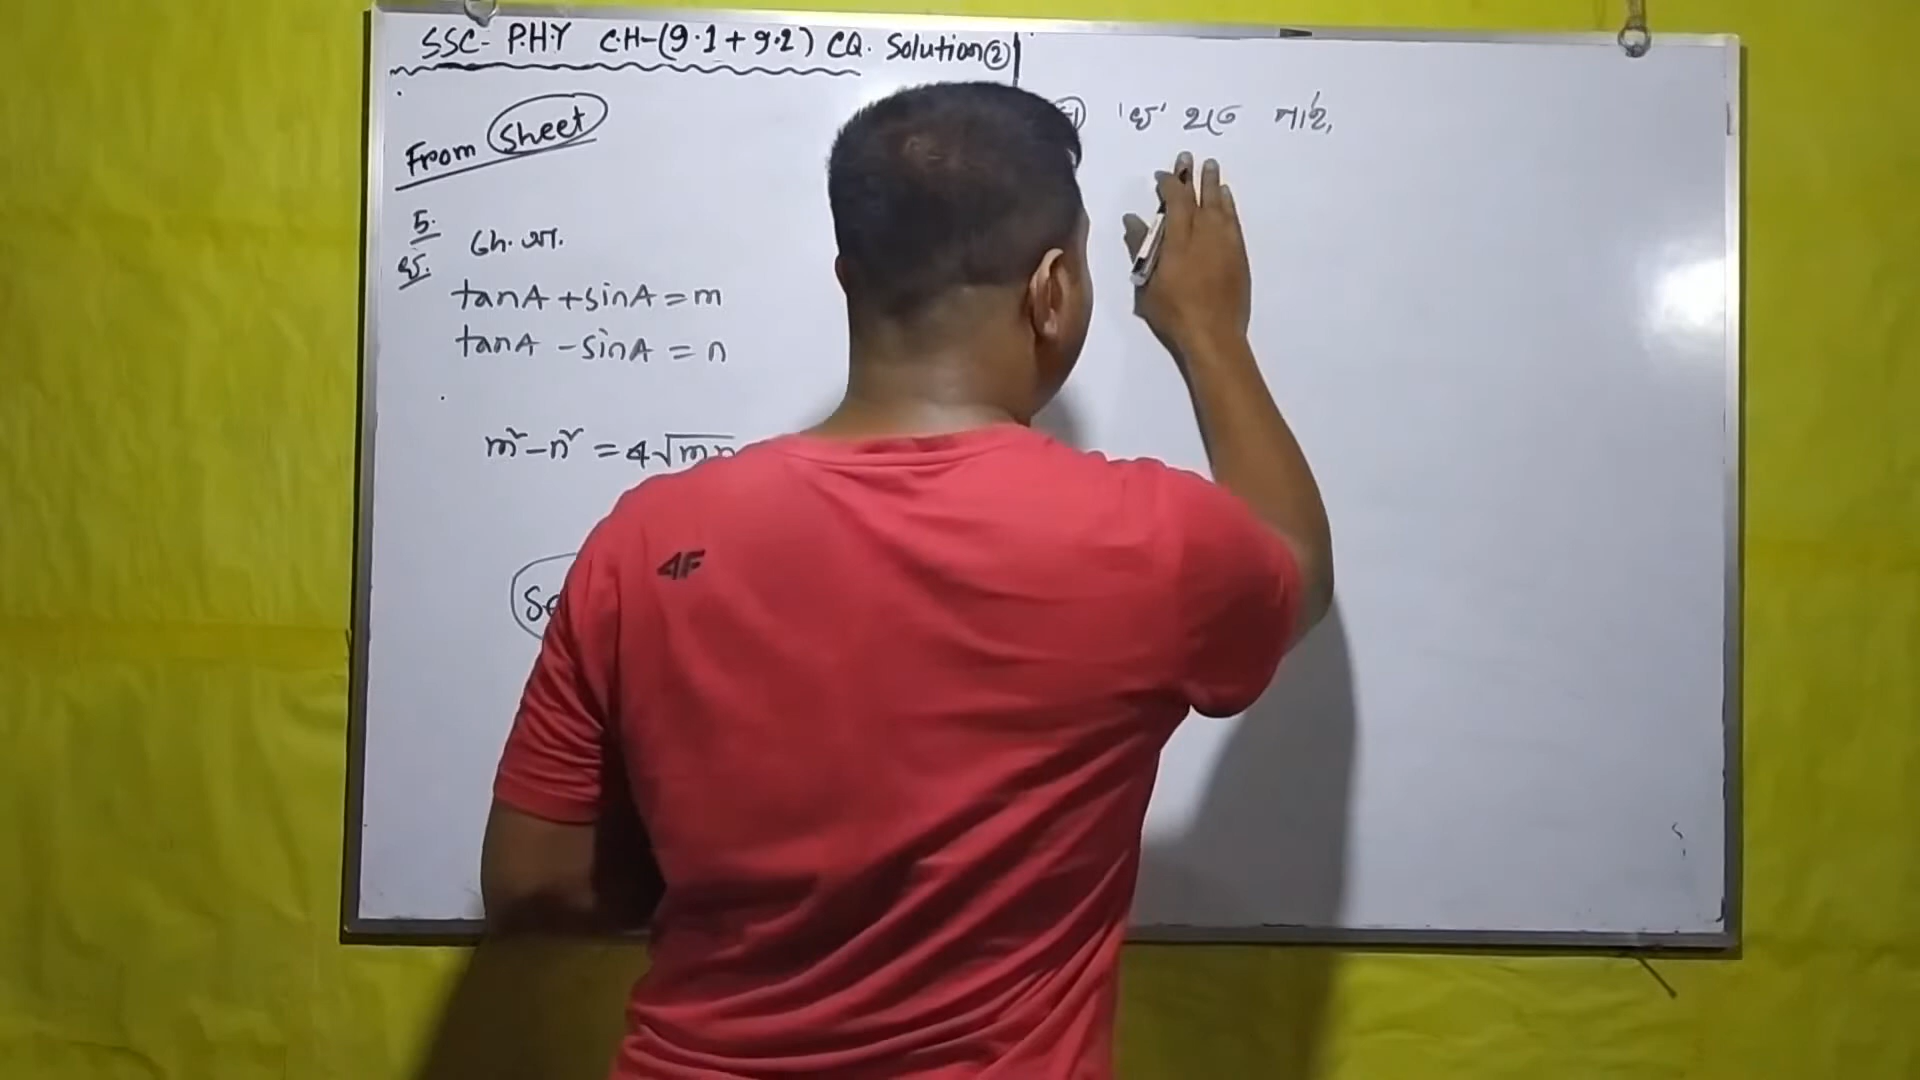 SSC- P.H.Y CH-(9.1+9.2) CQ. Solution②
From Sheet
5.
খ. দে. আ.
tanA + sinA = m
tanA - sinA = n
m² - n² = 4√mn
4F
'খ' হতে পাই,